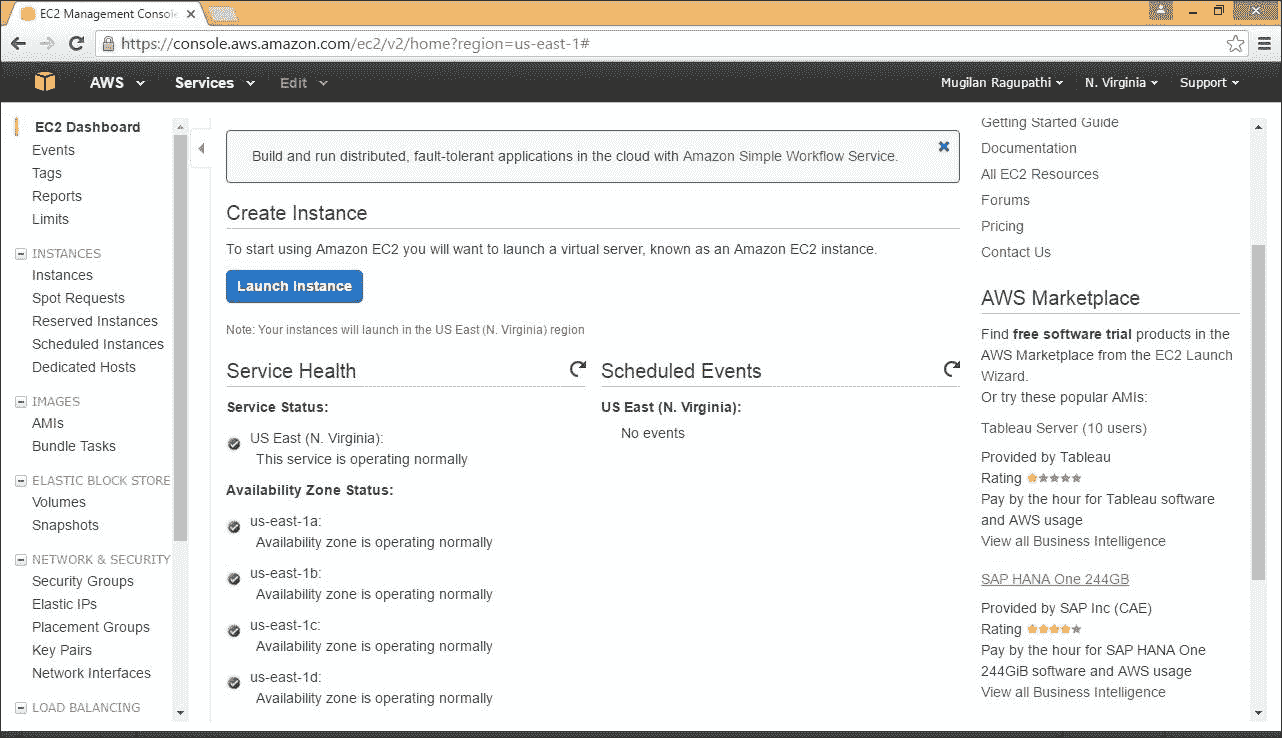 EC2 Management Conso
https://console.aws.amazon.com/ec2/v2/home?region=us-east-1#
AWS Services Edit Mugilan Ragupathi N. Virginia Support
EC2 Dashboard
Events
Tags
Reports
Limits
INSTANCES
Instances
Spot Requests
Reserved Instances
Scheduled Instances
Dedicated Hosts
IMAGES
AMIs
Bundle Tasks
ELASTIC BLOCK STORE
Volumes
Snapshots
NETWORK & SECURITY
Security Groups
Elastic IPs
Placement Groups
Key Pairs
Network Interfaces
LOAD BALANCING
Build and run distributed, fault-tolerant applications in the cloud with Amazon Simple Workflow Service.
Create Instance
To start using Amazon EC2 you will want to launch a virtual server, known as an Amazon EC2 instance.
Launch Instance
Note: Your instances will launch in the US East (N. Virginia) region
Service Health
Service Status:
US East (N. Virginia):
This service is operating normally
Availability Zone Status:
us-east-1a:
Availability zone is operating normally
us-east-1b:
Availability zone is operating normally
us-east-1c:
Availability zone is operating normally
us-east-1d:
Availability zone is operating normally
Scheduled Events
US East (N. Virginia):
No events
Getting Started Guide
Documentation
All EC2 Resources
Forums
Pricing
Contact Us
AWS Marketplace
Find free software trial products in the
AWS Marketplace from the EC2 Launch
Wizard.
Or try these popular AMIs:
Tableau Server (10 users)
Provided by Tableau
Rating
Pay by the hour for Tableau software
and AWS usage
View all Business Intelligence
SAP HANA One 244GB
Provided by SAP Inc (CAE)
Rating
Pay by the hour for SAP HANA One
244GiB software and AWS usage
View all Business Intelligence